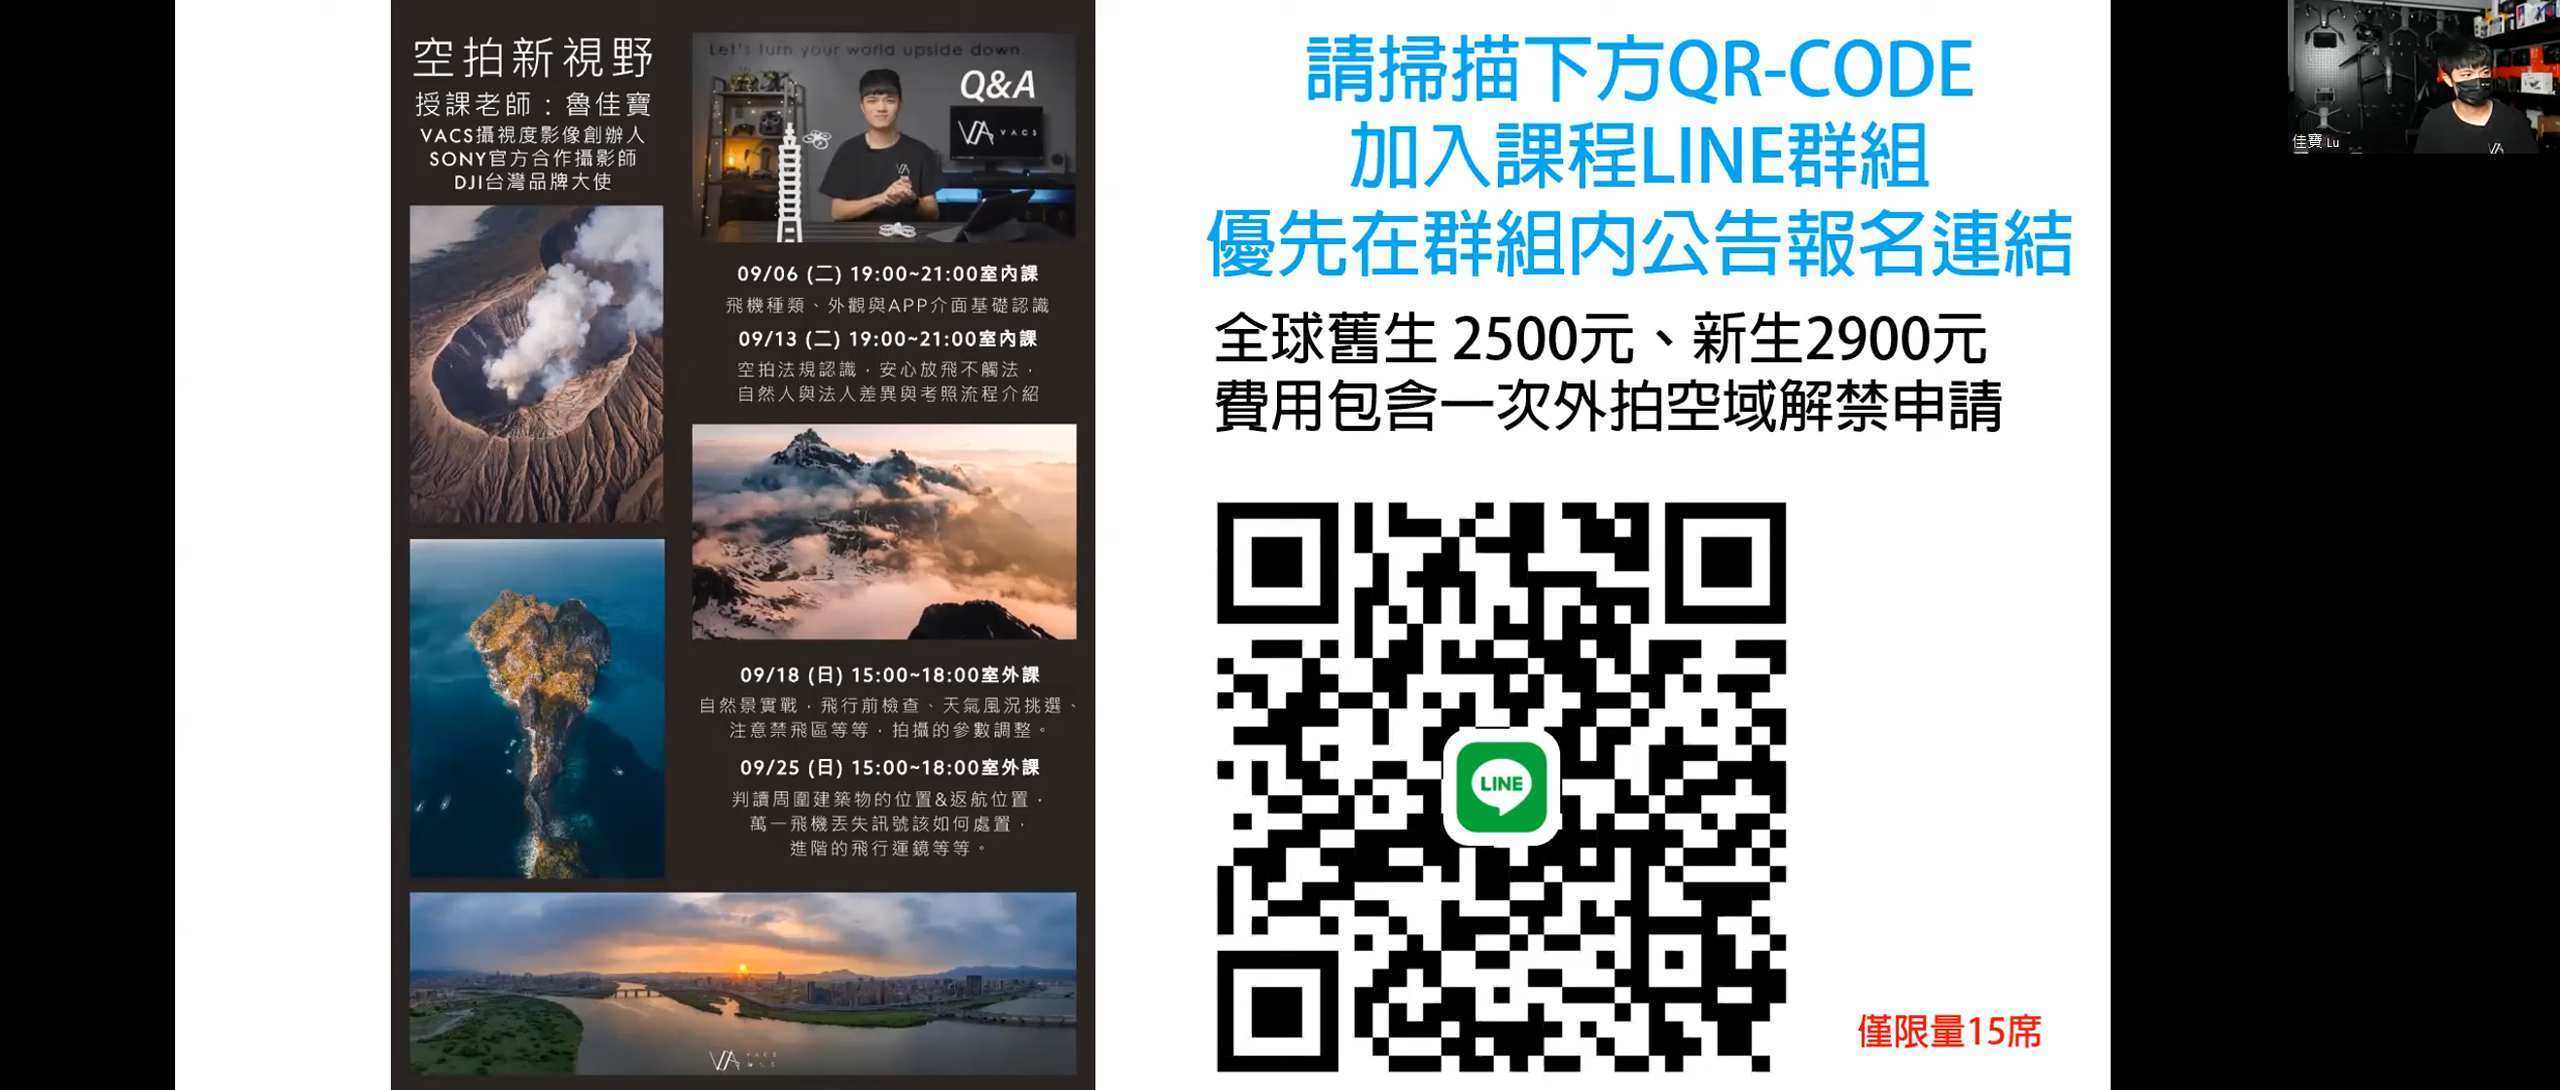 空拍新視野
授課老師：魯佳寶
VACS攝視度影像創辦人
SONY官方合作攝影師
DJI台灣品牌大使
Let's turn your world upside down.
Q&A
VACS
09/06 (二) 19:00~21:00室內課
飛機種類、外觀與APP介面基礎認識
09/13 (二) 19:00~21:00室內課
空拍法規認識，安心放飛不觸法，
自然人與法人差異與考照流程介紹
09/18 (日) 15:00~18:00室外課
自然景實戰，飛行前檢查、天氣風況挑選、
注意禁飛區等等，拍攝的參數調整。
09/25 (日) 15:00~18:00室外課
判讀周圍建築物的位置&返航位置，
萬一飛機丟失訊號該如何處置，
進階的飛行運鏡等等。
請掃描下方QR-CODE
加入課程LINE群組
優先在群組內公告報名連結
全球舊生 2500元、新生2900元
費用包含一次外拍空域解禁申請
LINE
僅限量15席
佳寶 Lu